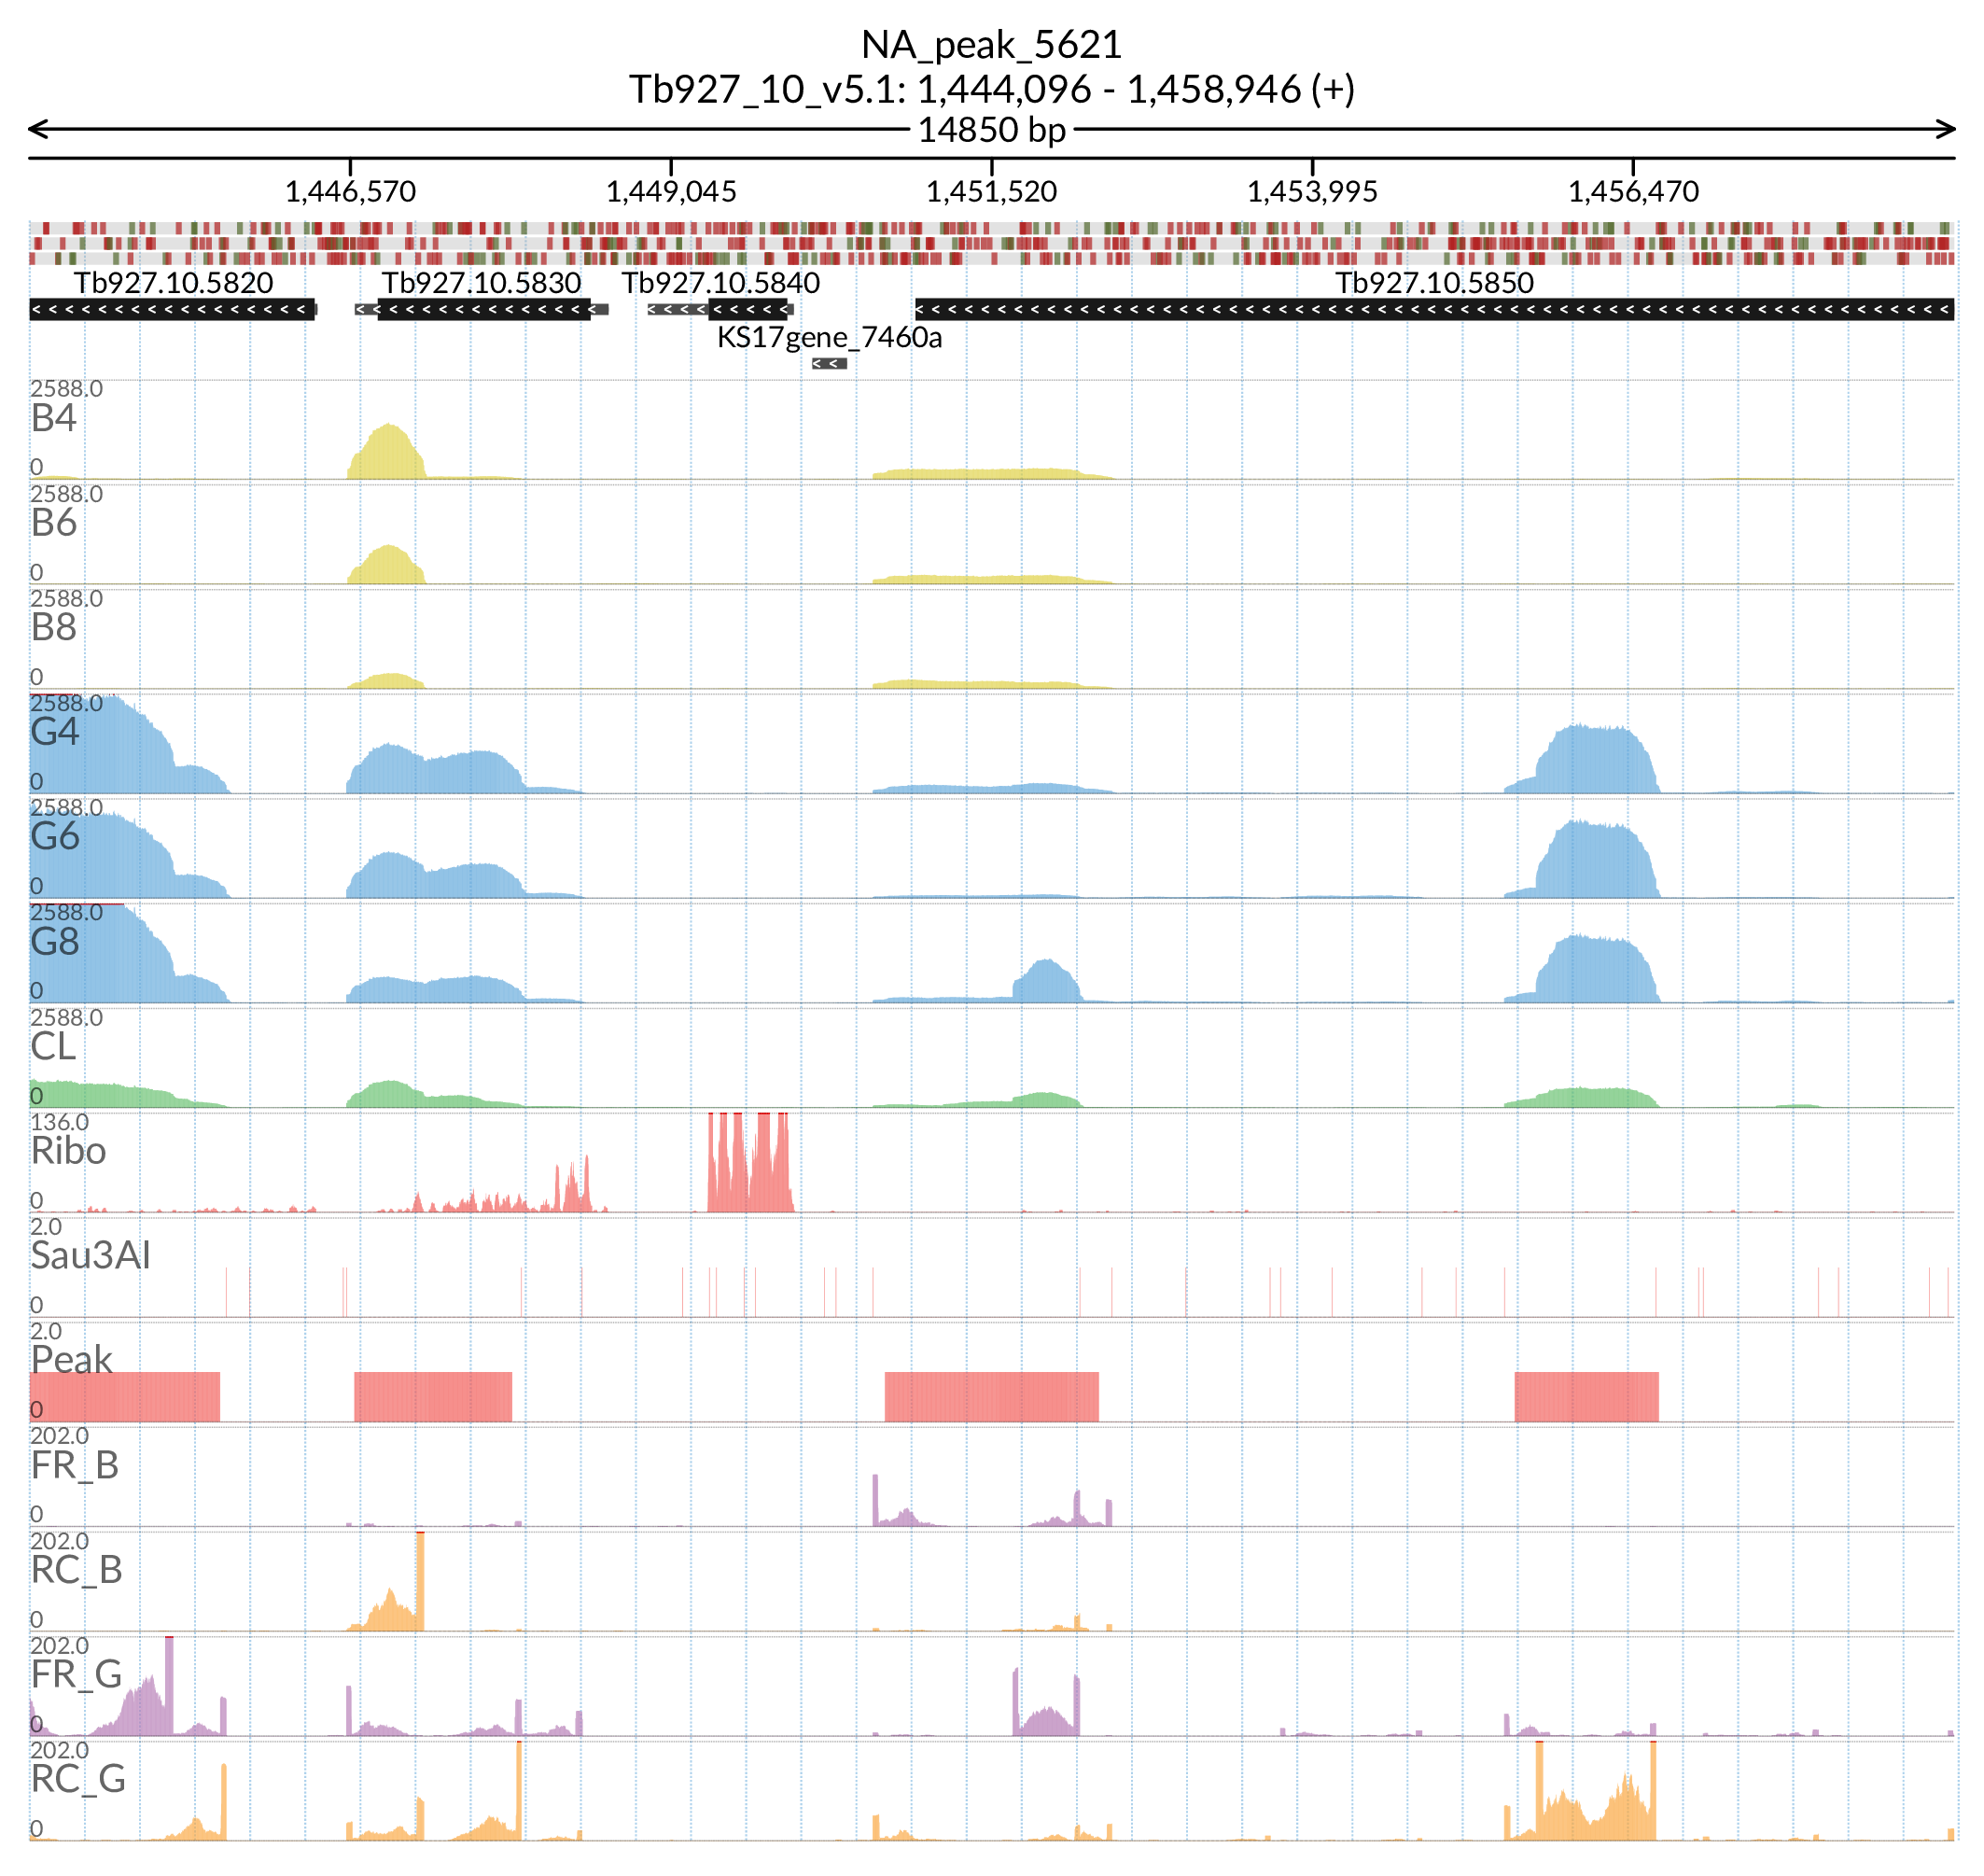 NA_peak_5621
Tb927_10_v5.1: 1,444,096 - 1,458,946 (+)
14850 bp
1,446,570 1,449,045 1,451,520 1,453,995 1,456,470
Tb927.10.5820 Tb927.10.5830 Tb927.10.5840 Tb927.10.5850
KS17gene_7460a
2588.0
B4
0
2588.0
B6
0
2588.0
B8
0
2588.0
G4
0
2588.0
G6
0
2588.0
G8
0
2588.0
CL
0
136.0
Ribo
0
2.0
Sau3AI
0
2.0
Peak
0
202.0
FR_B
0
202.0
RC_B
0
202.0
FR_G
0
202.0
RC_G
0